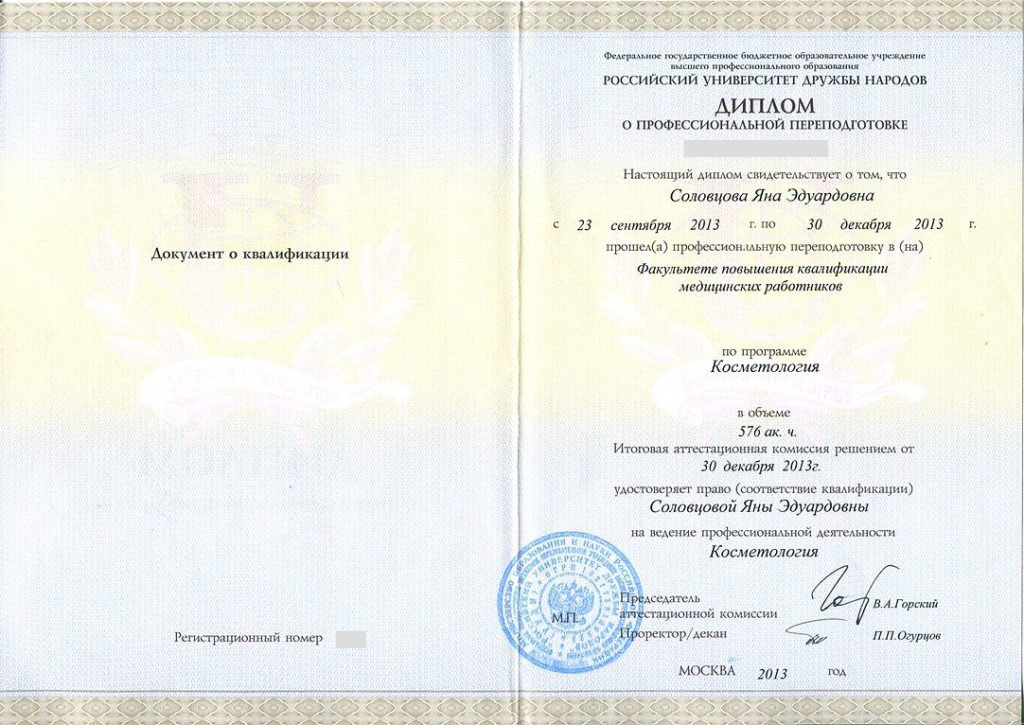 Документ о квалификации
Регистрационный номер
Федеральное государственное бюджетное образовательное учреждение
высшего профессионального образования
РОССИЙСКИЙ УНИВЕРСИТЕТ ДРУЖБЫ НАРОДОВ
ДИПЛОМ
О ПРОФЕССИОНАЛЬНОЙ ПЕРЕПОДГОТОВКЕ
Настоящий диплом свидетельствует о том, что
Соловцова Яна Эдуардовна
с 23 сентября 2013 г. по 30 декабря 2013 г.
прошел(а) профессиональную переподготовку в (на)
Факультете повышения квалификации
медицинских работников
по программе
Косметология
в объеме
576 ак. ч.
Итоговая аттестационная комиссия решением от
30 декабря 2013г.
удостоверяет право (соответствие квалификации)
Соловцовой Яны Эдуардовны
на ведение профессиональной деятельности
Косметология
Председатель
аттестационной комиссии
В.А.Горский
М.П.
Проректор/декан
П.П.Огурцов
МОСКВА 2013 год